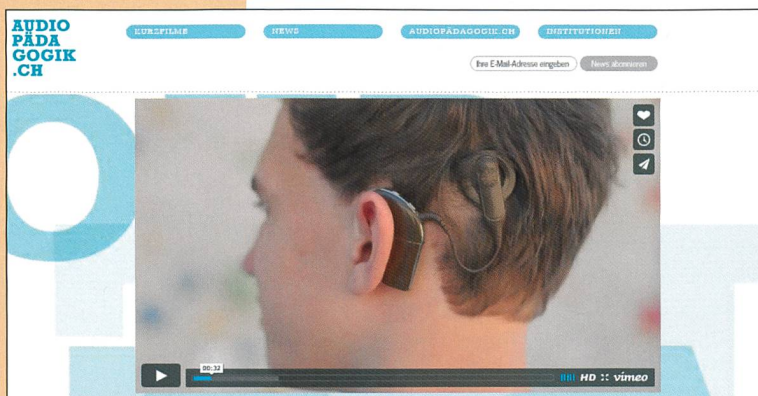 AUDIO
PÄDA
GOGIK
.CH
KURZFILME
NEWS
AUDIOPÄDAGOGIK.CH
INSTITUTIONEN
Ihre E-Mail-Adresse eingeben
News abonnieren
00:32
HD
vimeo